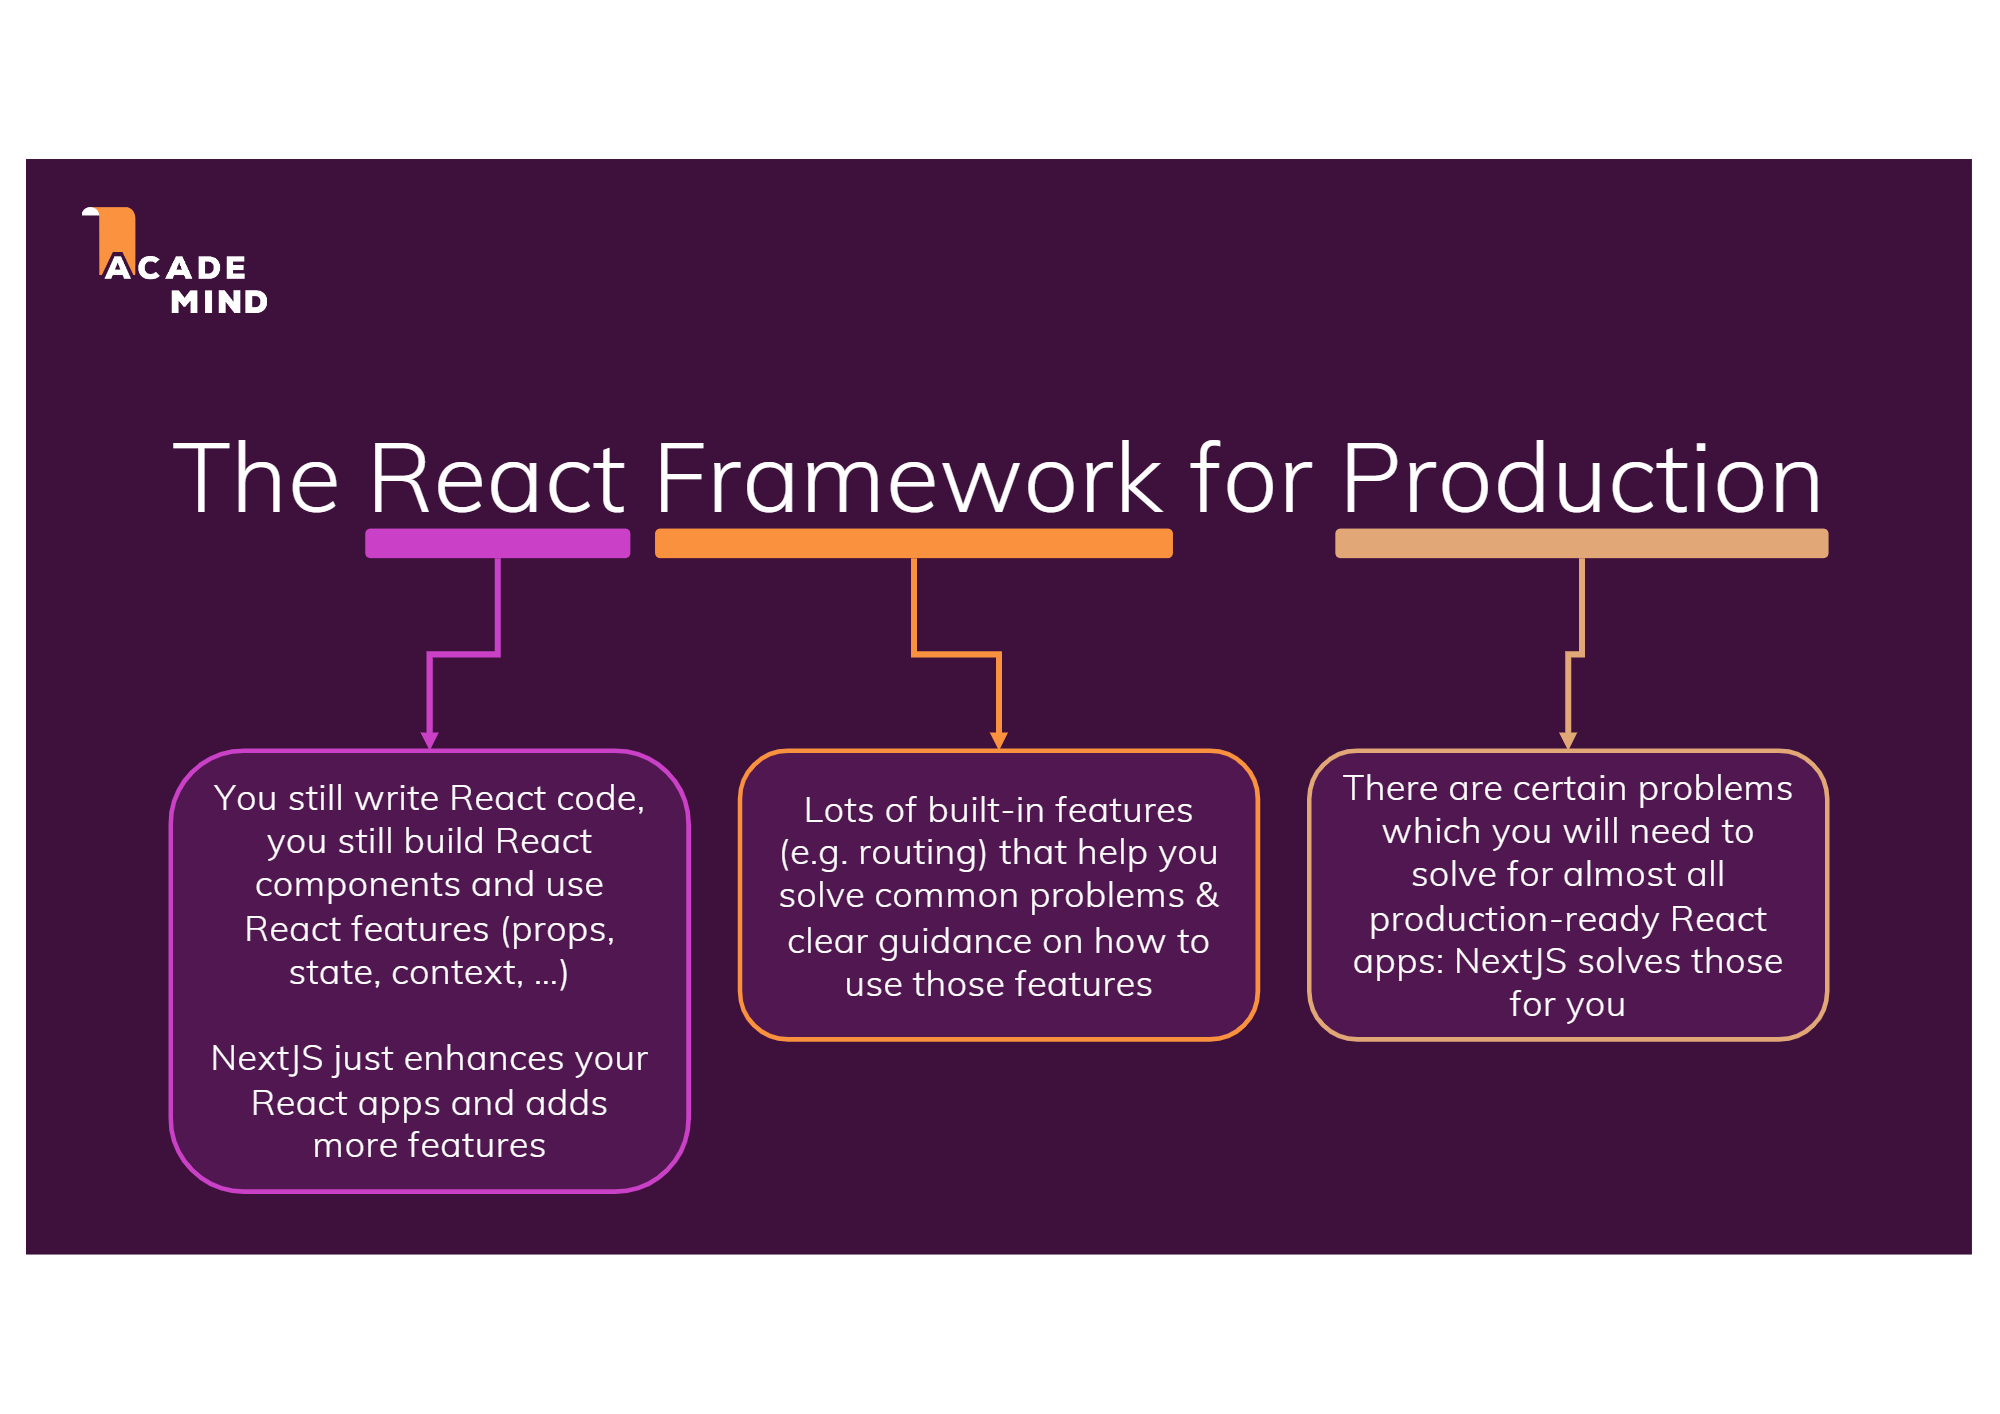 ACADE
MIND
The React Framework for Production
You still write React code,
you still build React
components and use
React features (props,
state, context, …)
NextJS just enhances your
React apps and adds
more features
Lots of built-in features
(e.g. routing) that help you
solve common problems &
clear guidance on how to
use those features
There are certain problems
which you will need to
solve for almost all
production-ready React
apps: NextJS solves those
for you